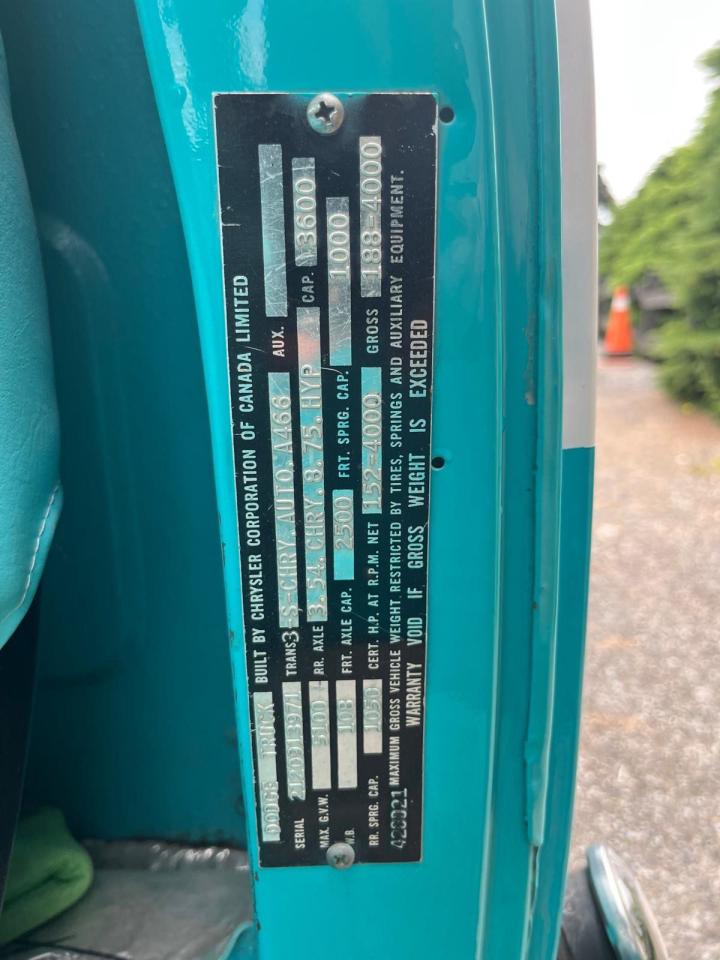 DODGE TRUCK BUILT BY CHRYSLER CORPORATION OF CANADA LIMITED
SERIAL TRANS 3 S-CHRY. AUTO. A466 AUX.
MAX. G.V.W. 5100 RR. AXLE 3.54. CHRY. 8.75. HYP CAP. 3600
W.B. 108 FRT. AXLE CAP. 2500 FRT. SPRG. CAP. 1000
RR. SPRG. CAP. 1050 CERT. H.P. AT R.P.M. NET 152-4000 GROSS 188-4000
MAXIMUM GROSS VEHICLE WEIGHT RESTRICTED BY TIRES, SPRINGS AND AUXILIARY EQUIPMENT.
WARRANTY VOID IF GROSS WEIGHT IS EXCEEDED